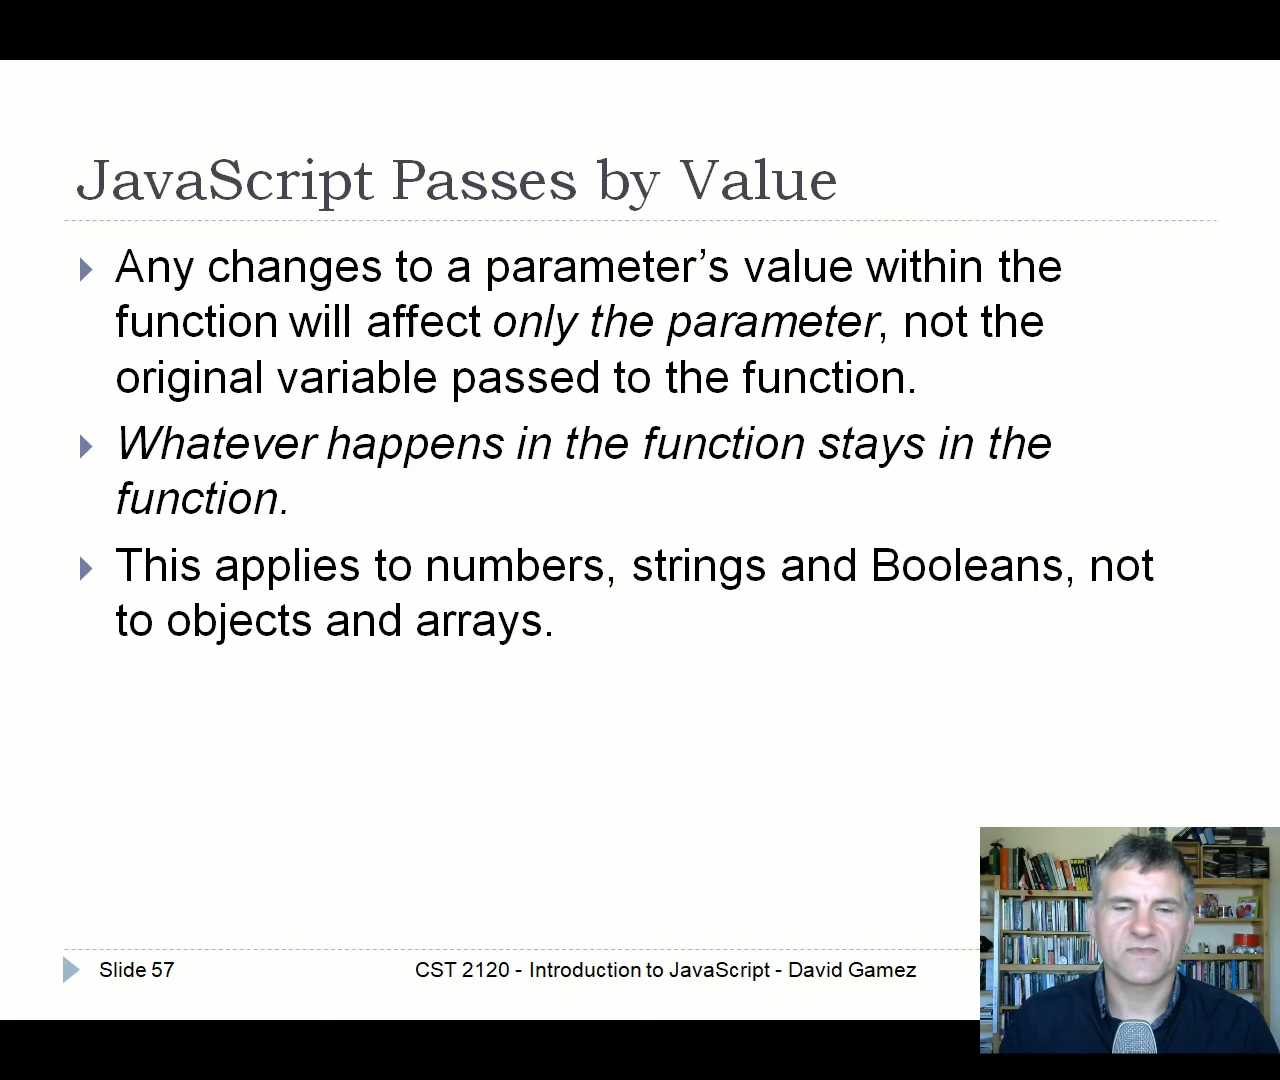 JavaScript Passes by Value
Any changes to a parameter's value within the
function will affect only the parameter, not the
original variable passed to the function.
Whatever happens in the function stays in the
function.
This applies to numbers, strings and Booleans, not
to objects and arrays.
Slide 57
CST 2120 - Introduction to JavaScript - David Gamez